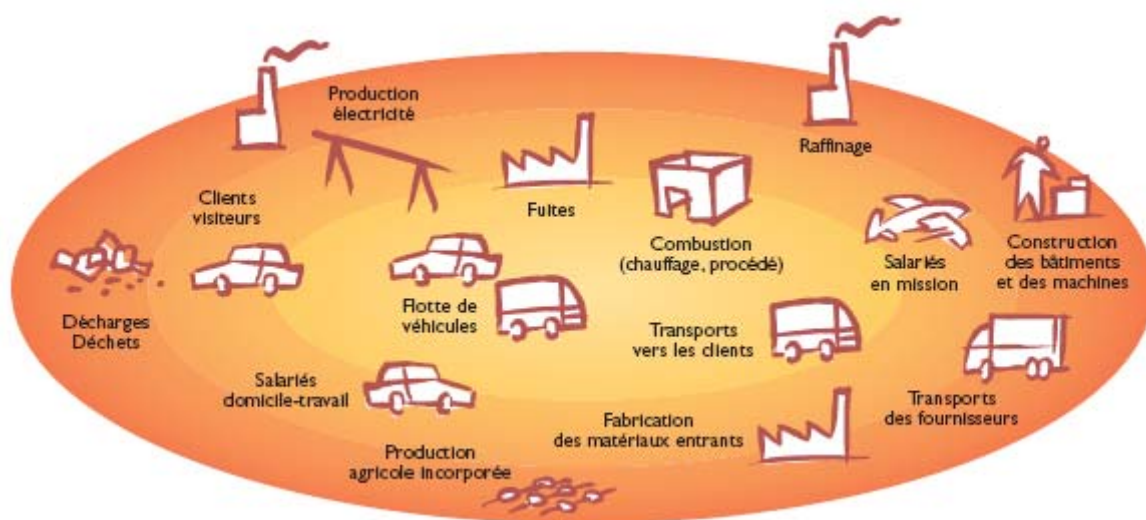 Production
électricité
Raffinage
Clients
visiteurs
Fuites
Combustion
(chauffage, procédé)
Salariés
en mission
Construction
des bâtiments
et des machines
Décharges
Déchets
Flotte de
véhicules
Transports
vers les clients
Salariés
domicile-travail
Transports
des fournisseurs
Fabrication
des matériaux entrants
Production
agricole incorporée